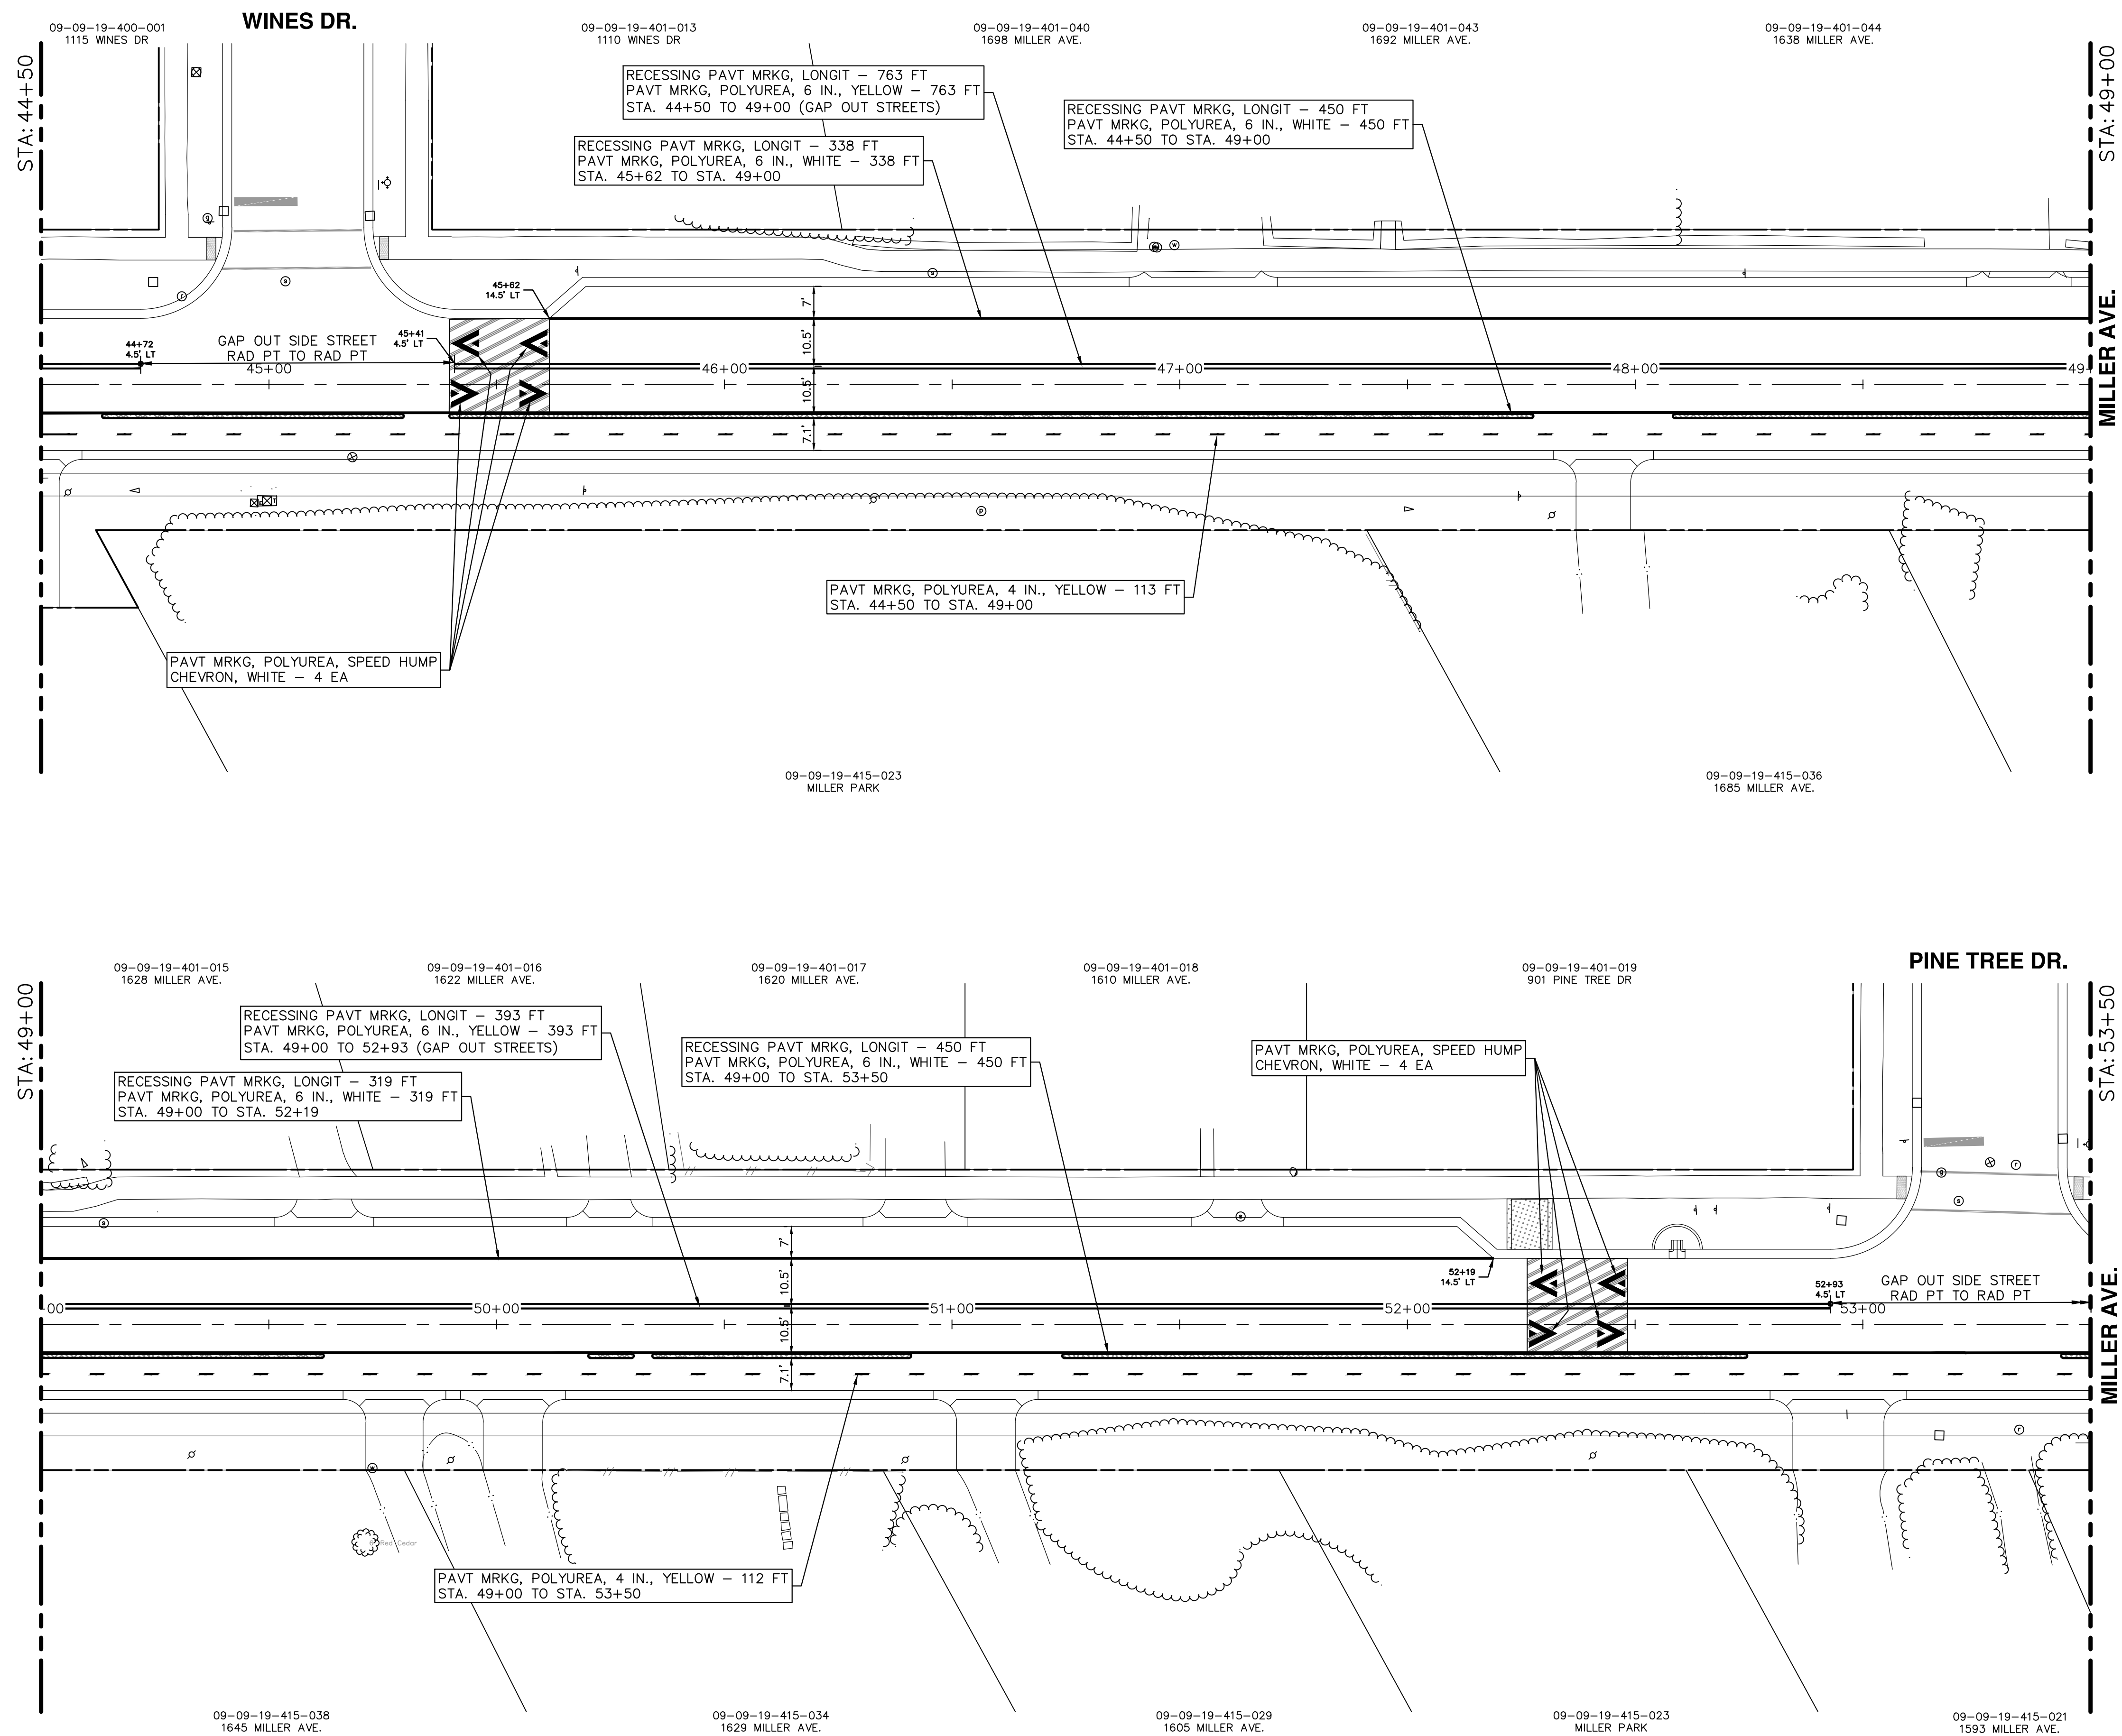 WINES DR.
09-09-19-400-001
1115 WINES DR
09-09-19-401-013
1110 WINES DR
09-09-19-401-040
1698 MILLER AVE.
09-09-19-401-043
1692 MILLER AVE.
09-09-19-401-044
1638 MILLER AVE.
STA: 44+50
STA: 49+00
RECESSING PAVT MRKG, LONGIT – 763 FT
PAVT MRKG, POLYUREA, 6 IN., YELLOW – 763 FT
STA. 44+50 TO 49+00 (GAP OUT STREETS)
RECESSING PAVT MRKG, LONGIT – 450 FT
PAVT MRKG, POLYUREA, 6 IN., WHITE – 450 FT
STA. 44+50 TO STA. 49+00
RECESSING PAVT MRKG, LONGIT – 338 FT
PAVT MRKG, POLYUREA, 6 IN., WHITE – 338 FT
STA. 45+62 TO STA. 49+00
45+62
14.5' LT
7'
44+72
4.5' LT
GAP OUT SIDE STREET
RAD PT TO RAD PT
45+41
4.5' LT
10.5'
45+00
46+00
47+00
48+00
49+
10.5'
7.1'
MILLER AVE.
PAVT MRKG, POLYUREA, 4 IN., YELLOW – 113 FT
STA. 44+50 TO STA. 49+00
PAVT MRKG, POLYUREA, SPEED HUMP
CHEVRON, WHITE – 4 EA
09-09-19-415-023
MILLER PARK
09-09-19-415-036
1685 MILLER AVE.
PINE TREE DR.
09-09-19-401-015
1628 MILLER AVE.
09-09-19-401-016
1622 MILLER AVE.
09-09-19-401-017
1620 MILLER AVE.
09-09-19-401-018
1610 MILLER AVE.
09-09-19-401-019
901 PINE TREE DR
STA: 49+00
STA: 53+50
RECESSING PAVT MRKG, LONGIT – 393 FT
PAVT MRKG, POLYUREA, 6 IN., YELLOW – 393 FT
STA. 49+00 TO 52+93 (GAP OUT STREETS)
RECESSING PAVT MRKG, LONGIT – 450 FT
PAVT MRKG, POLYUREA, 6 IN., WHITE – 450 FT
STA. 49+00 TO STA. 53+50
PAVT MRKG, POLYUREA, SPEED HUMP
CHEVRON, WHITE – 4 EA
RECESSING PAVT MRKG, LONGIT – 319 FT
PAVT MRKG, POLYUREA, 6 IN., WHITE – 319 FT
STA. 49+00 TO STA. 52+19
7'
52+19
14.5' LT
52+93
4.5' LT
GAP OUT SIDE STREET
RAD PT TO RAD PT
10.5'
00
50+00
51+00
52+00
53+00
10.5'
7.1'
MILLER AVE.
Red Cedar
PAVT MRKG, POLYUREA, 4 IN., YELLOW – 112 FT
STA. 49+00 TO STA. 53+50
09-09-19-415-038
1645 MILLER AVE.
09-09-19-415-034
1629 MILLER AVE.
09-09-19-415-029
1605 MILLER AVE.
09-09-19-415-023
MILLER PARK
09-09-19-415-021
1593 MILLER AVE.